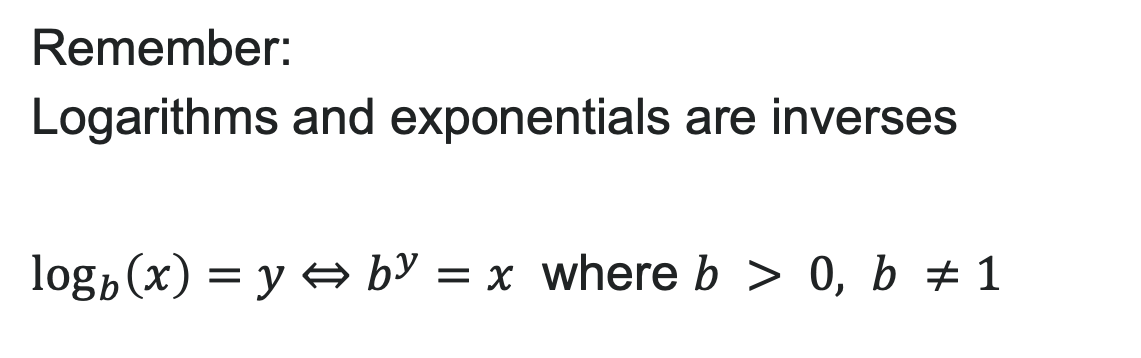 Remember:
Logarithms and exponentials are inverses
log_b(x) = y ⇔ b^y = x where b > 0, b ≠ 1